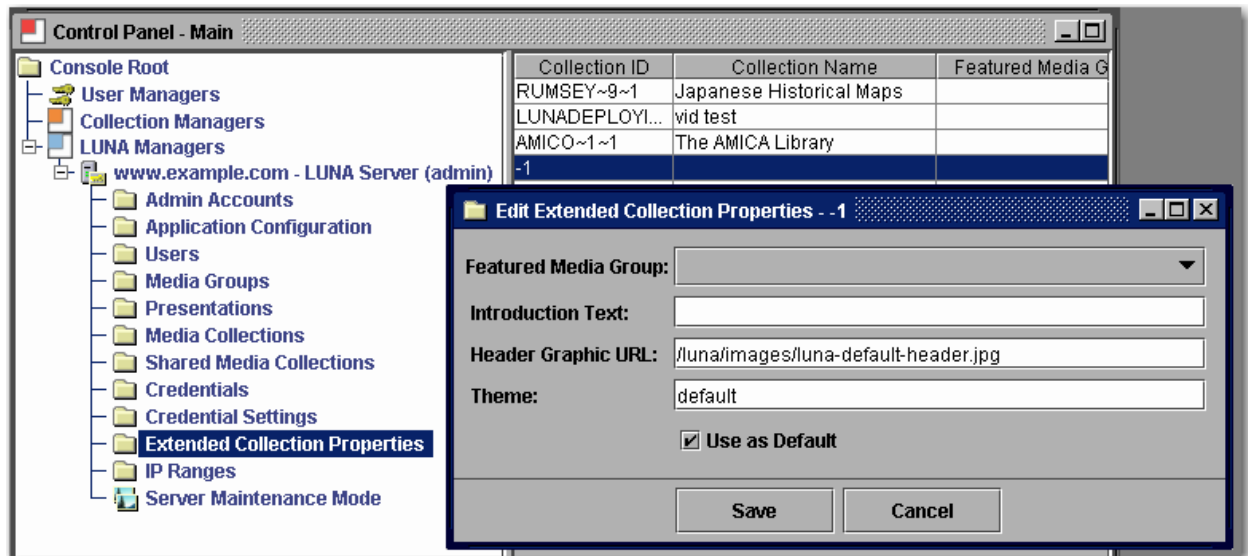 Control Panel - Main
Console Root
User Managers
Collection Managers
LUNA Managers
www.example.com - LUNA Server (admin)
Admin Accounts
Application Configuration
Users
Media Groups
Presentations
Media Collections
Shared Media Collections
Credentials
Credential Settings
Extended Collection Properties
IP Ranges
Server Maintenance Mode
Collection ID Collection Name Featured Media G
RUMSEY~9~1 Japanese Historical Maps
LUNADEPLOYI... vid test
AMICO~1~1 The AMICA Library
-1
Edit Extended Collection Properties - -1
Featured Media Group:
Introduction Text:
Header Graphic URL: /luna/images/luna-default-header.jpg
Theme: default
Use as Default
Save Cancel